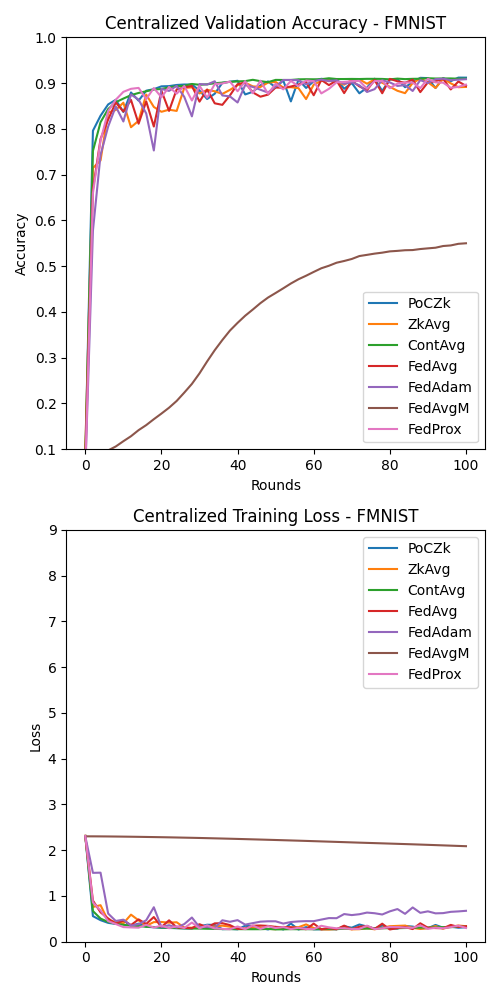 Centralized Validation Accuracy - FMNIST
1.0
0.9
0.8
0.7
0.6
0.5
0.4
0.3
0.2
0.1
Accuracy
0 20 40 60 80 100
Rounds
PoCZk
ZkAvg
ContAvg
FedAvg
FedAdam
FedAvgM
FedProx
Centralized Training Loss - FMNIST
9
8
7
6
5
4
3
2
1
0
Loss
0 20 40 60 80 100
Rounds
PoCZk
ZkAvg
ContAvg
FedAvg
FedAdam
FedAvgM
FedProx